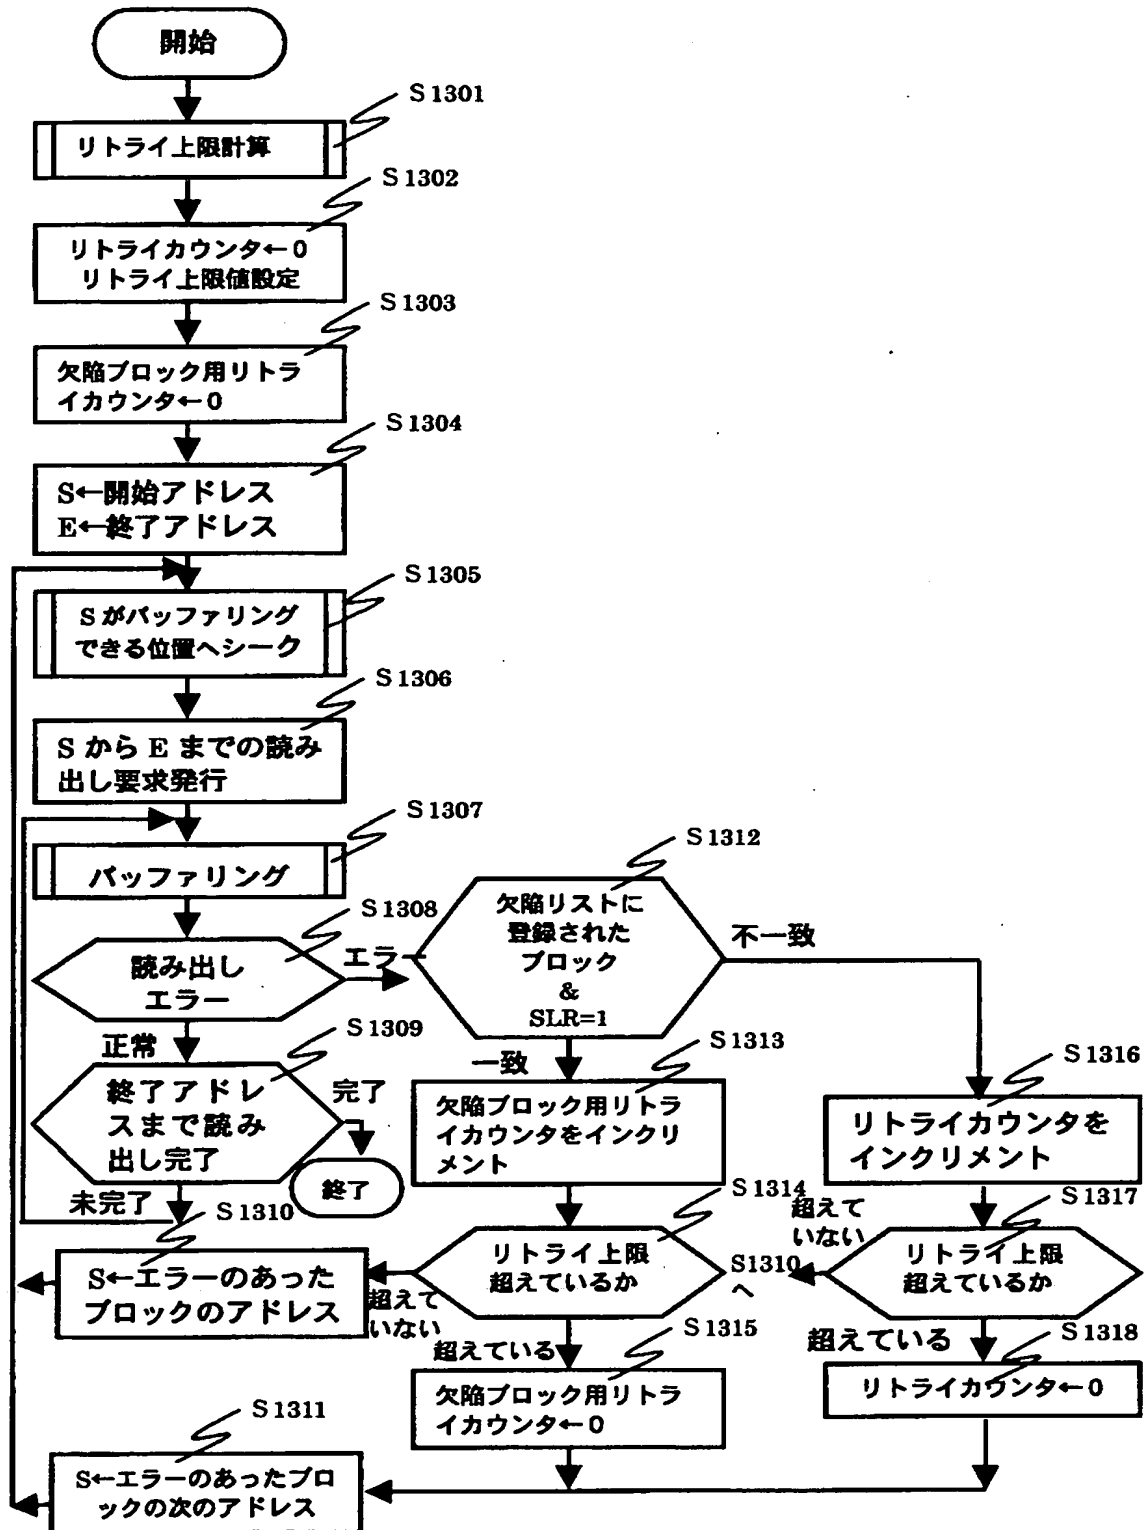 開始
S1301
リトライ上限計算
S1302
リトライカウンタ←0
リトライ上限値設定
S1303
欠陥ブロック用リトラ
イカウンタ←0
S1304
S←開始アドレス
E←終了アドレス
S1305
Sがバッファリング
できる位置へシーク
S1306
SからEまでの読み
出し要求発行
S1307
バッファリング
S1308
読み出し
エラー
エラー
正常
S1309
終了アドレ
スまで読み
出し完了
完了
終了
未完了
S1310
S←エラーのあった
ブロックのアドレス
S1311
S←エラーのあったブロ
ックの次のアドレス
S1312
欠陥リストに
登録された
ブロック
&
SLR=1
不一致
一致
S1313
欠陥ブロック用リトラ
イカウンタをインクリ
メント
S1314
リトライ上限
超えているか
超えて
いない
超えている
S1315
欠陥ブロック用リトラ
イカウンタ←0
S1316
リトライカウンタを
インクリメント
S1317
リトライ上限
超えているか
超えて
いない
S1310
へ
超えている
S1318
リトライカウンタ←0